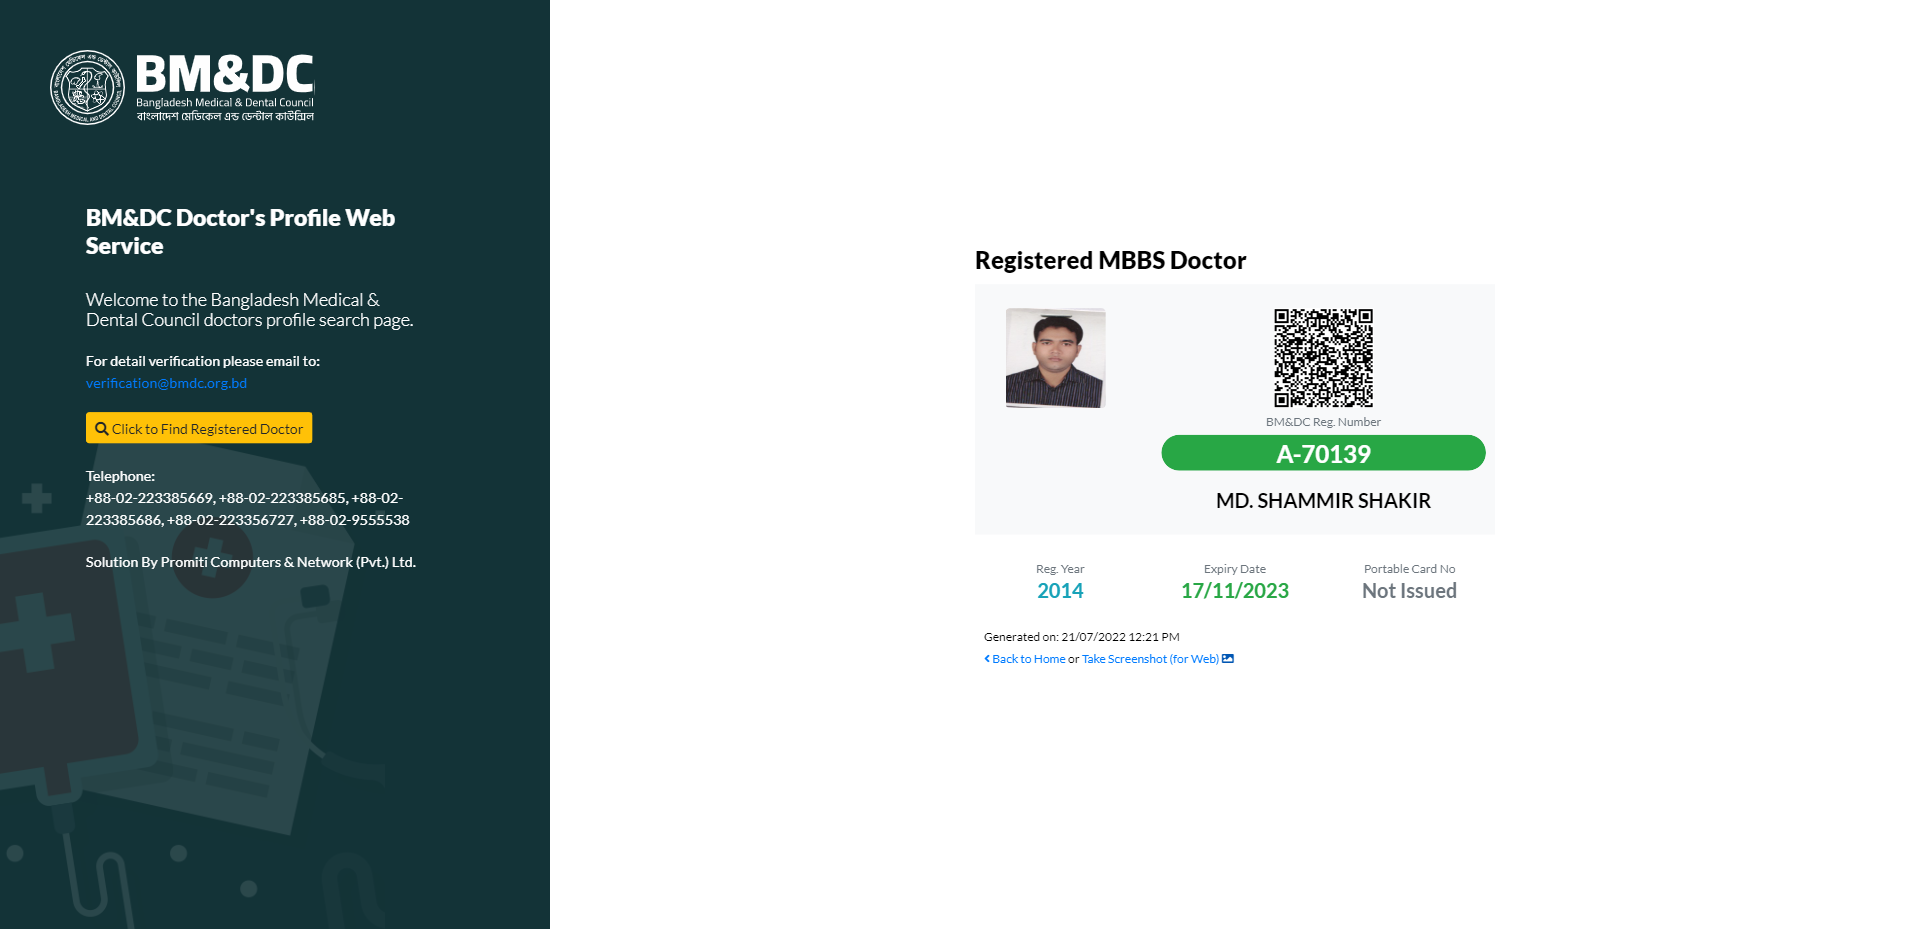 BM&DC
Bangladesh Medical & Dental Council
বাংলাদেশ মেডিকেল এন্ড ডেন্টাল কাউন্সিল
BM&DC Doctor's Profile Web
Service
Welcome to the Bangladesh Medical &
Dental Council doctors profile search page.
For detail verification please email to:
verification@bmdc.org.bd
Click to Find Registered Doctor
Telephone:
+88-02-223385669, +88-02-223385685, +88-02-
223385686, +88-02-223356727, +88-02-9555538
Solution By Promiti Computers & Network (Pvt.) Ltd.
Registered MBBS Doctor
BM&DC Reg. Number
A-70139
MD. SHAMMIR SHAKIR
Reg. Year
2014
Expiry Date
17/11/2023
Portable Card No
Not Issued
Generated on: 21/07/2022 12:21 PM
Back to Home or Take Screenshot (for Web)